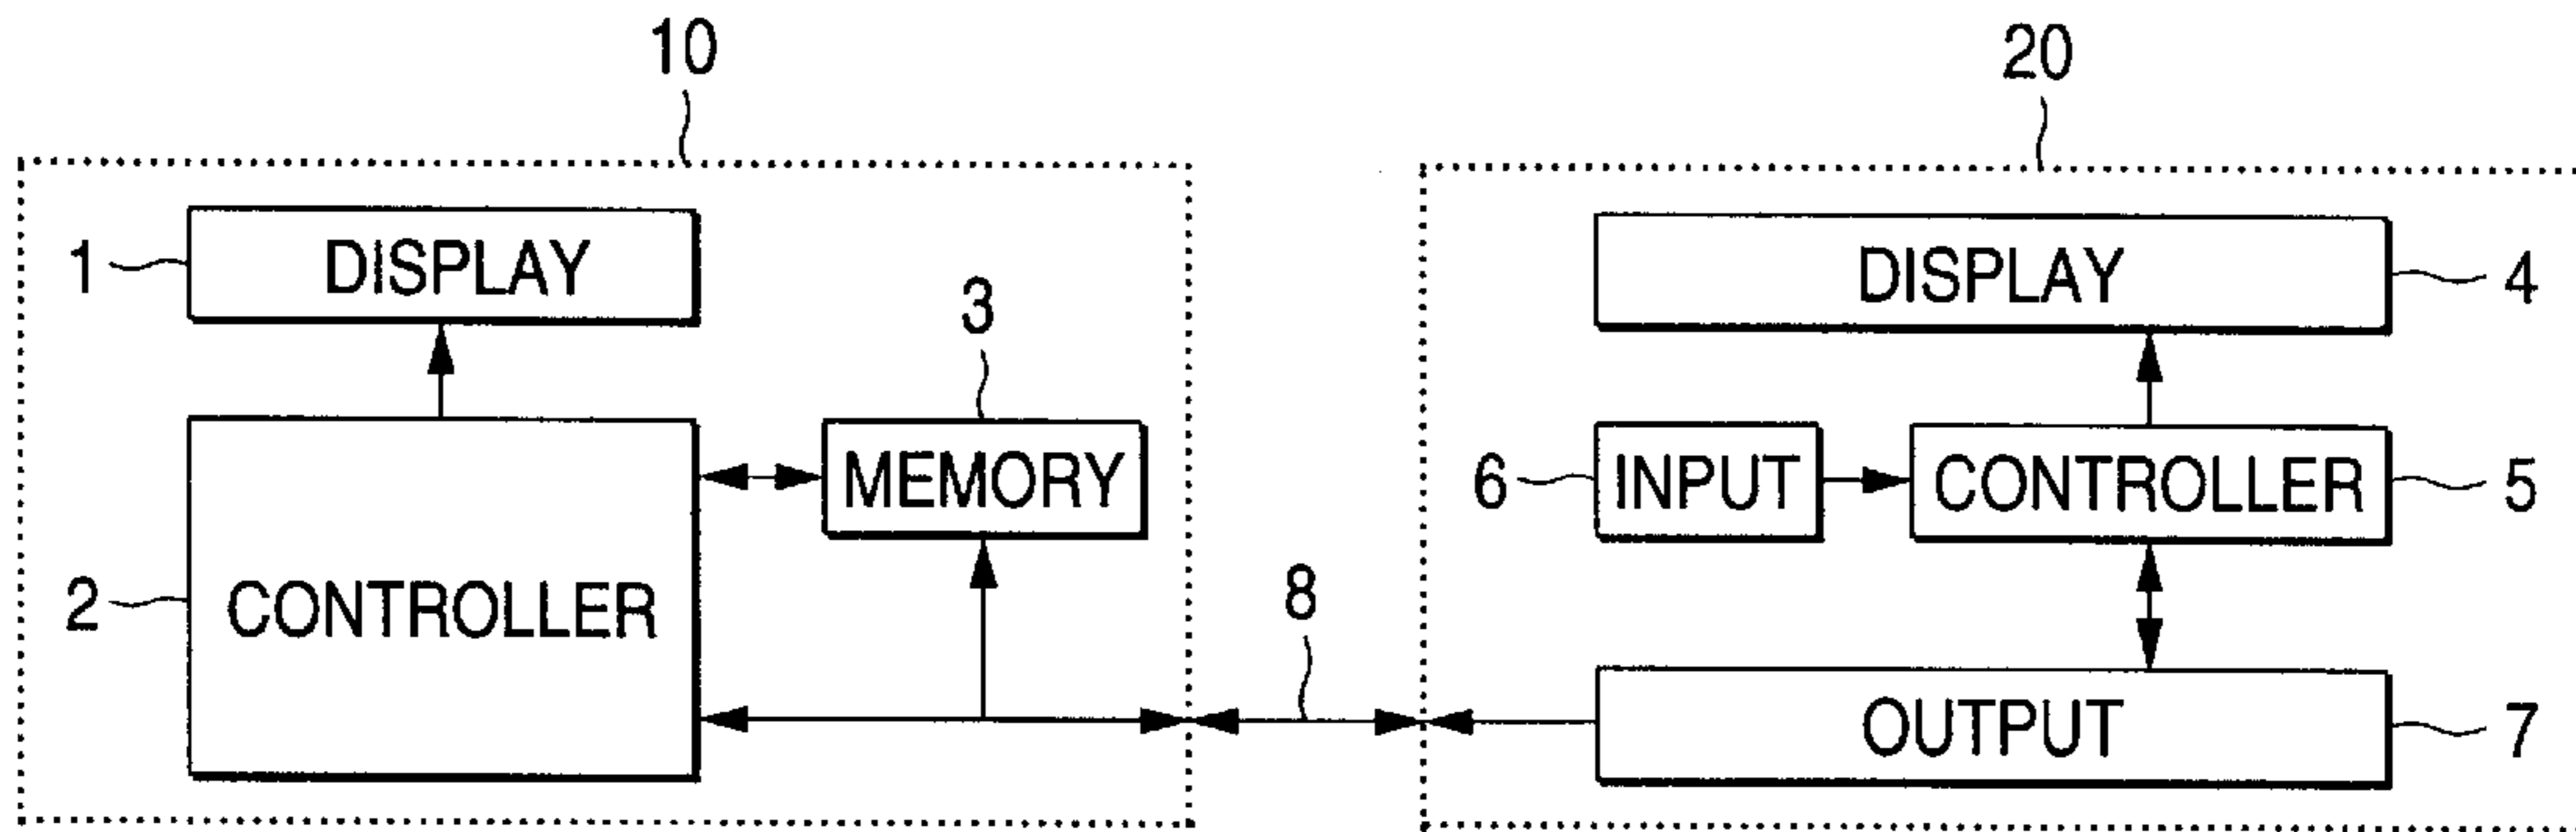 10
20
1
DISPLAY
3
DISPLAY
4
MEMORY
6
INPUT
CONTROLLER
5
2
CONTROLLER
8
OUTPUT
7